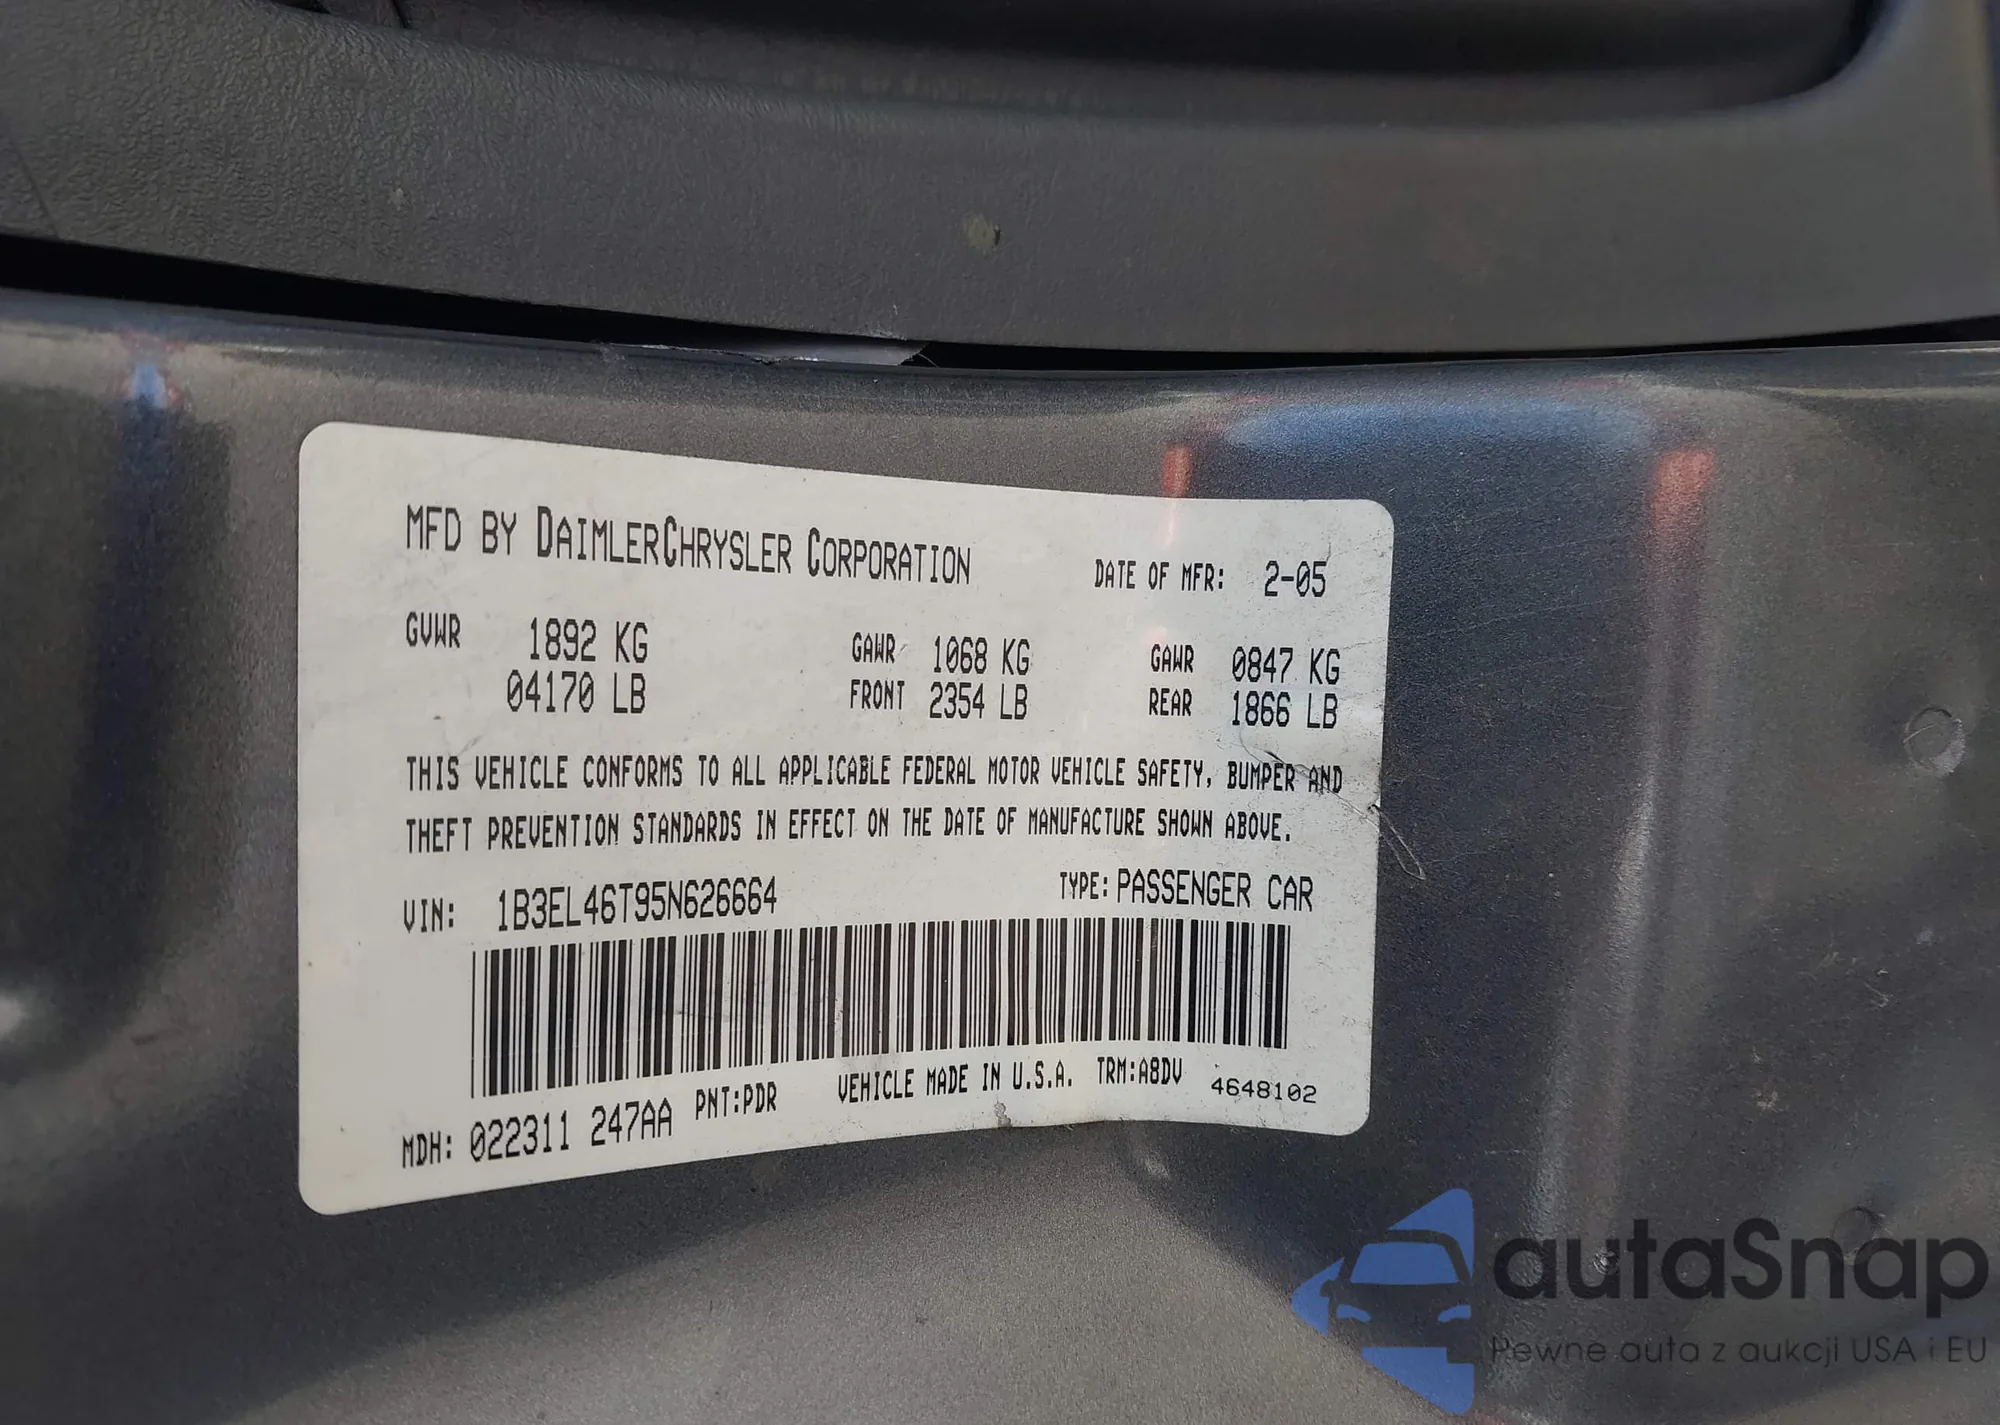 MFD BY DAIMLERCHRYSLER CORPORATION DATE OF MFR: 2-05
GVWR 1892 KG GAWR 1068 KG GAWR 0847 KG
04170 LB FRONT 2354 LB REAR 1866 LB
THIS VEHICLE CONFORMS TO ALL APPLICABLE FEDERAL MOTOR VEHICLE SAFETY, BUMPER AND
THEFT PREVENTION STANDARDS IN EFFECT ON THE DATE OF MANUFACTURE SHOWN ABOVE.
VIN: 1B3EL46T95N626664 TYPE: PASSENGER CAR
MDH: 022311 247AA PNT:PDR VEHICLE MADE IN U.S.A. TRM:A8DV 4648102
autaSnap
Pewne auta z aukcji USA i EU